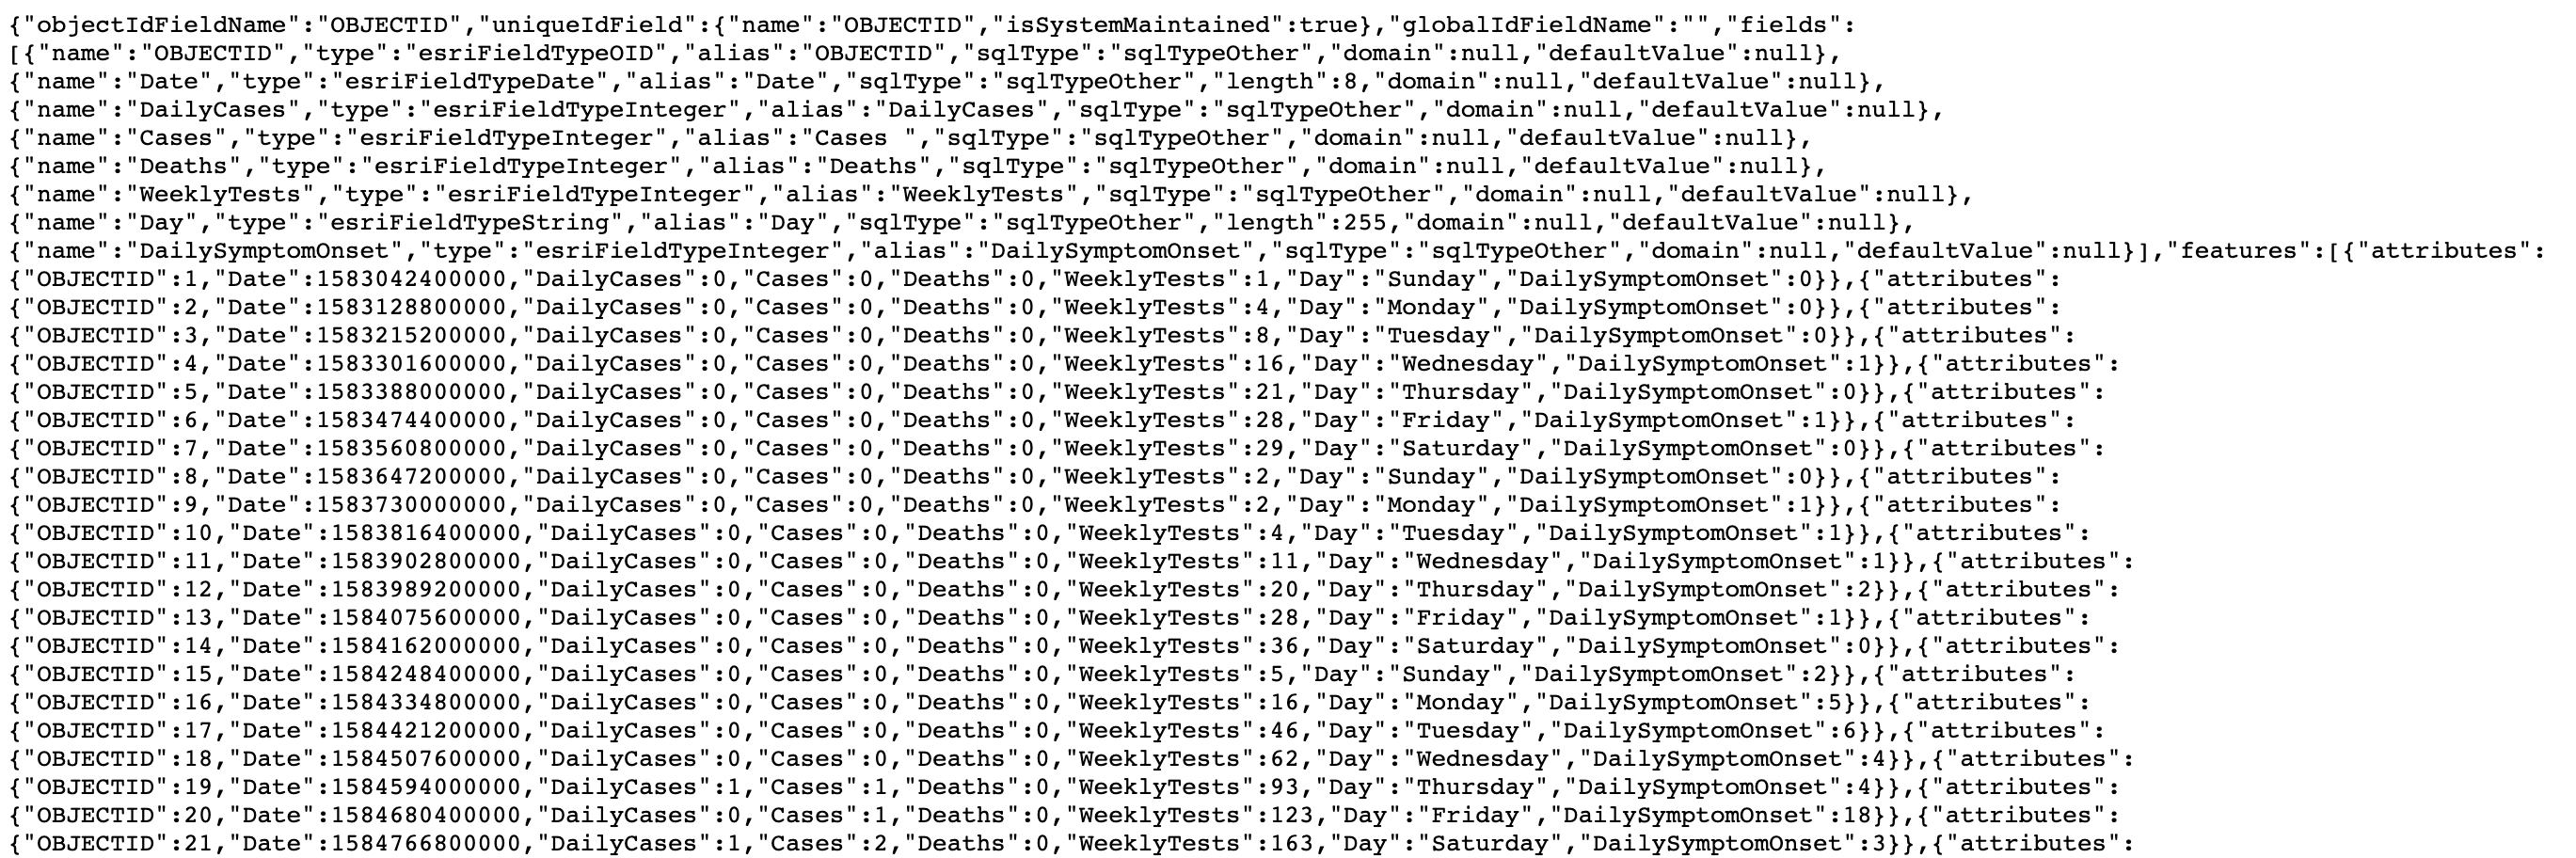 {"objectIdFieldName":"OBJECTID","uniqueIdField":{"name":"OBJECTID","isSystemMaintained":true},"globalIdFieldName":"","fields":
[{"name":"OBJECTID","type":"esriFieldTypeOID","alias":"OBJECTID","sqlType":"sqlTypeOther","domain":null,"defaultValue":null},
{"name":"Date","type":"esriFieldTypeDate","alias":"Date","sqlType":"sqlTypeOther","length":8,"domain":null,"defaultValue":null},
{"name":"DailyCases","type":"esriFieldTypeInteger","alias":"DailyCases","sqlType":"sqlTypeOther","domain":null,"defaultValue":null},
{"name":"Cases","type":"esriFieldTypeInteger","alias":"Cases ","sqlType":"sqlTypeOther","domain":null,"defaultValue":null},
{"name":"Deaths","type":"esriFieldTypeInteger","alias":"Deaths","sqlType":"sqlTypeOther","domain":null,"defaultValue":null},
{"name":"WeeklyTests","type":"esriFieldTypeInteger","alias":"WeeklyTests","sqlType":"sqlTypeOther","domain":null,"defaultValue":null},
{"name":"Day","type":"esriFieldTypeString","alias":"Day","sqlType":"sqlTypeOther","length":255,"domain":null,"defaultValue":null},
{"name":"DailySymptomOnset","type":"esriFieldTypeInteger","alias":"DailySymptomOnset","sqlType":"sqlTypeOther","domain":null,"defaultValue":null}],"features":[{"attributes":
{"OBJECTID":1,"Date":1583042400000,"DailyCases":0,"Cases":0,"Deaths":0,"WeeklyTests":1,"Day":"Sunday","DailySymptomOnset":0}},{"attributes":
{"OBJECTID":2,"Date":1583128800000,"DailyCases":0,"Cases":0,"Deaths":0,"WeeklyTests":4,"Day":"Monday","DailySymptomOnset":0}},{"attributes":
{"OBJECTID":3,"Date":1583215200000,"DailyCases":0,"Cases":0,"Deaths":0,"WeeklyTests":8,"Day":"Tuesday","DailySymptomOnset":0}},{"attributes":
{"OBJECTID":4,"Date":1583301600000,"DailyCases":0,"Cases":0,"Deaths":0,"WeeklyTests":16,"Day":"Wednesday","DailySymptomOnset":1}},{"attributes":
{"OBJECTID":5,"Date":1583388000000,"DailyCases":0,"Cases":0,"Deaths":0,"WeeklyTests":21,"Day":"Thursday","DailySymptomOnset":0}},{"attributes":
{"OBJECTID":6,"Date":1583474400000,"DailyCases":0,"Cases":0,"Deaths":0,"WeeklyTests":28,"Day":"Friday","DailySymptomOnset":1}},{"attributes":
{"OBJECTID":7,"Date":1583560800000,"DailyCases":0,"Cases":0,"Deaths":0,"WeeklyTests":29,"Day":"Saturday","DailySymptomOnset":0}},{"attributes":
{"OBJECTID":8,"Date":1583647200000,"DailyCases":0,"Cases":0,"Deaths":0,"WeeklyTests":2,"Day":"Sunday","DailySymptomOnset":0}},{"attributes":
{"OBJECTID":9,"Date":1583730000000,"DailyCases":0,"Cases":0,"Deaths":0,"WeeklyTests":2,"Day":"Monday","DailySymptomOnset":1}},{"attributes":
{"OBJECTID":10,"Date":1583816400000,"DailyCases":0,"Cases":0,"Deaths":0,"WeeklyTests":4,"Day":"Tuesday","DailySymptomOnset":1}},{"attributes":
{"OBJECTID":11,"Date":1583902800000,"DailyCases":0,"Cases":0,"Deaths":0,"WeeklyTests":11,"Day":"Wednesday","DailySymptomOnset":1}},{"attributes":
{"OBJECTID":12,"Date":1583989200000,"DailyCases":0,"Cases":0,"Deaths":0,"WeeklyTests":20,"Day":"Thursday","DailySymptomOnset":2}},{"attributes":
{"OBJECTID":13,"Date":1584075600000,"DailyCases":0,"Cases":0,"Deaths":0,"WeeklyTests":28,"Day":"Friday","DailySymptomOnset":1}},{"attributes":
{"OBJECTID":14,"Date":1584162000000,"DailyCases":0,"Cases":0,"Deaths":0,"WeeklyTests":36,"Day":"Saturday","DailySymptomOnset":0}},{"attributes":
{"OBJECTID":15,"Date":1584248400000,"DailyCases":0,"Cases":0,"Deaths":0,"WeeklyTests":5,"Day":"Sunday","DailySymptomOnset":2}},{"attributes":
{"OBJECTID":16,"Date":1584334800000,"DailyCases":0,"Cases":0,"Deaths":0,"WeeklyTests":16,"Day":"Monday","DailySymptomOnset":5}},{"attributes":
{"OBJECTID":17,"Date":1584421200000,"DailyCases":0,"Cases":0,"Deaths":0,"WeeklyTests":46,"Day":"Tuesday","DailySymptomOnset":6}},{"attributes":
{"OBJECTID":18,"Date":1584507600000,"DailyCases":0,"Cases":0,"Deaths":0,"WeeklyTests":62,"Day":"Wednesday","DailySymptomOnset":4}},{"attributes":
{"OBJECTID":19,"Date":1584594000000,"DailyCases":1,"Cases":1,"Deaths":0,"WeeklyTests":93,"Day":"Thursday","DailySymptomOnset":4}},{"attributes":
{"OBJECTID":20,"Date":1584680400000,"DailyCases":0,"Cases":1,"Deaths":0,"WeeklyTests":123,"Day":"Friday","DailySymptomOnset":18}},{"attributes":
{"OBJECTID":21,"Date":1584766800000,"DailyCases":1,"Cases":2,"Deaths":0,"WeeklyTests":163,"Day":"Saturday","DailySymptomOnset":3}},{"attributes":